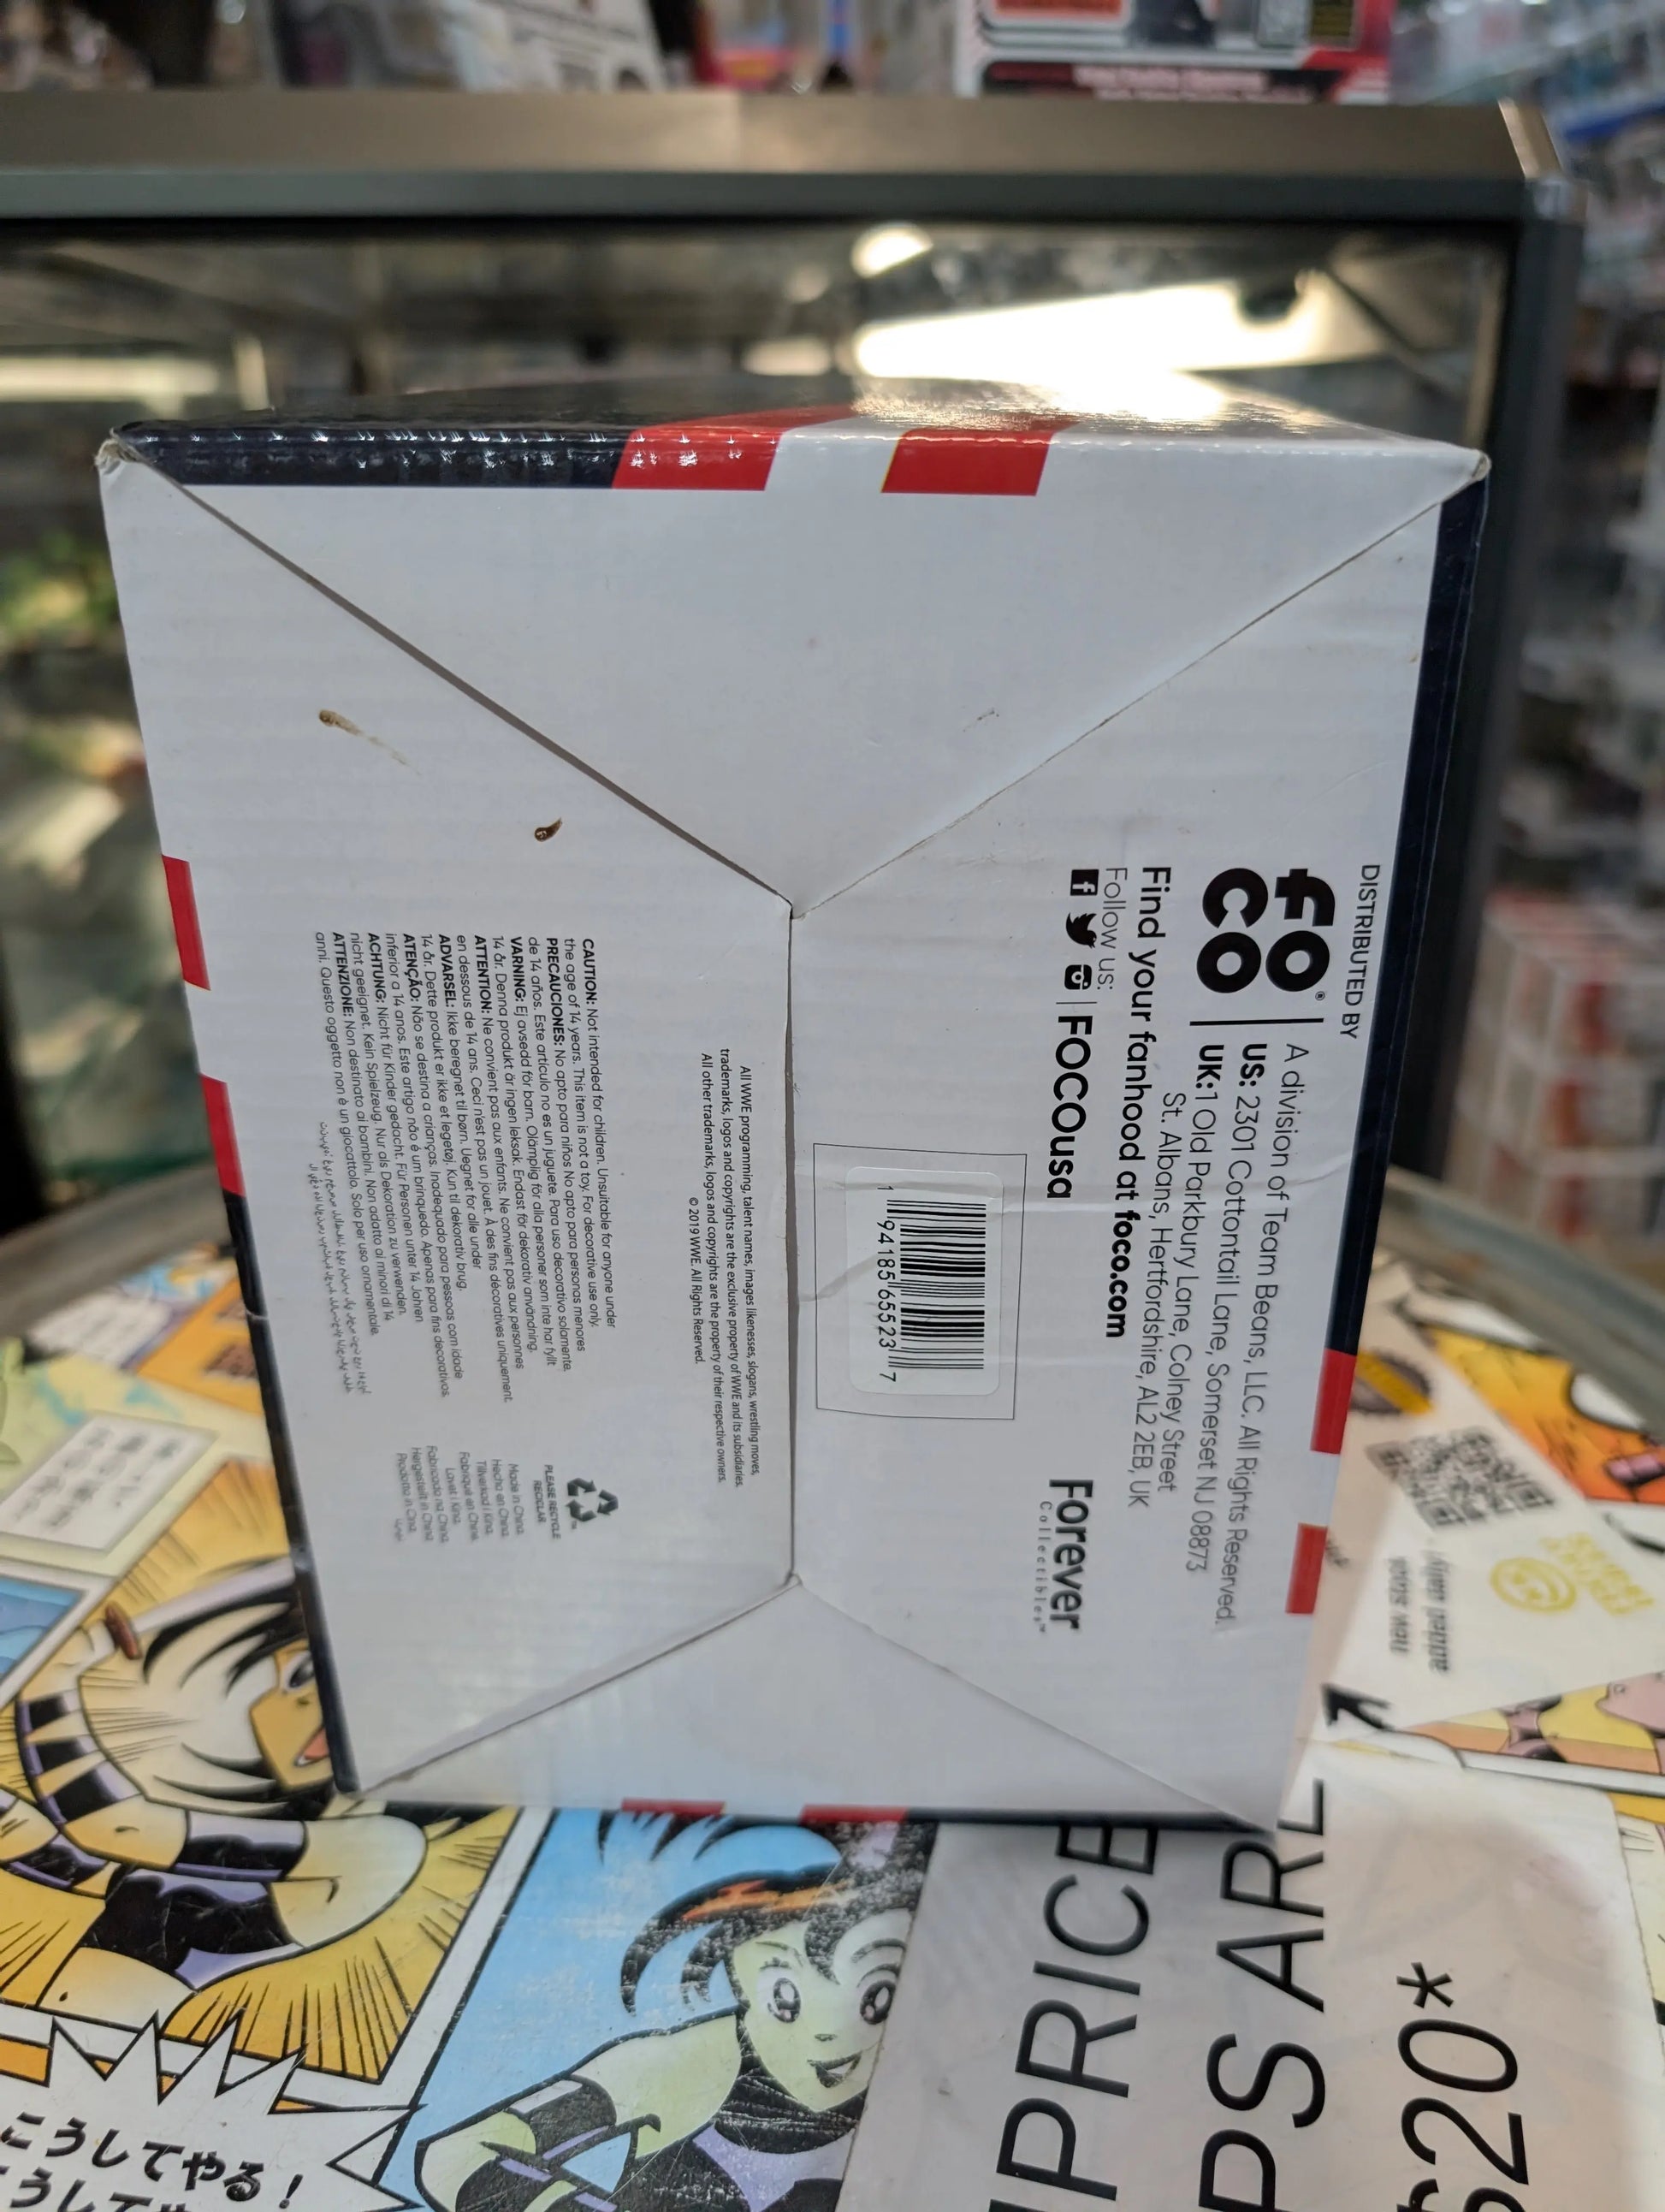 DISTRIBUTED BY
foco® | A division of Team Beans, LLC. All Rights Reserved.
US: 2301 Cottontail Lane, Somerset NJ 08873
UK:1 Old Parkbury Lane, Colney Street
St. Albans, Hertfordshire, AL2 2EB, UK
Find your fanhood at foco.com
Follow us:
| FOCOusa
Forever
Collectibles™
1 94185 65523 7
All WWE programming, talent names, images likenesses, slogans, wrestling moves,
trademarks, logos and copyrights are the exclusive property of WWE and its subsidiaries.
All other trademarks, logos and copyrights are the property of their respective owners.
© 2019 WWE. All Rights Reserved.
CAUTION: Not intended for children. Unsuitable for anyone under
the age of 14 years. This item is not a toy. For decorative use only.
PRECAUCIONES: No apto para niños No apto para personas menores
de 14 años. Este artículo no es un juguete. Para uso decorativo solamente.
VARNING: Ej avsedd för barn. Olämplig för alla personer som inte har fyllt
14 år. Denna produkt är ingen leksak. Endast för dekorativ användning.
ATTENTION: Ne convient pas aux enfants. Ne convient pas aux personnes
en dessous de 14 ans. Ceci n'est pas un jouet. À des fins décoratives uniquement
ADVARSEL: Ikke beregnet til børn. Uegnet for alle under
14 år. Dette produkt er ikke et legetøj. Kun til dekorativ brug.
ATENÇÃO: Não se destina a crianças. Inadequado para pessoas com idade
inferior a 14 anos. Este artigo não é um brinquedo. Apenas para fins decorativos.
ACHTUNG: Nicht für Kinder gedacht. Für Personen unter 14 Jahren
nicht geeignet. Kein Spielzeug. Nur als Dekoration zu verwenden.
ATTENZIONE: Non destinato ai bambini. Non adatto ai minori di 14
anni. Questo oggetto non è un giocattolo. Solo per uso ornamentale.
PLEASE RECYCLE
RECICLAR
Made in China.
Hecho en China.
Tillverkad i Kina.
Fabriqué en Chine.
Lavet i Kina.
Fabricado na China.
Hergestellt in China
Prodotto in Cina.
PRICE
PS ARE
20*
こうしてやる!